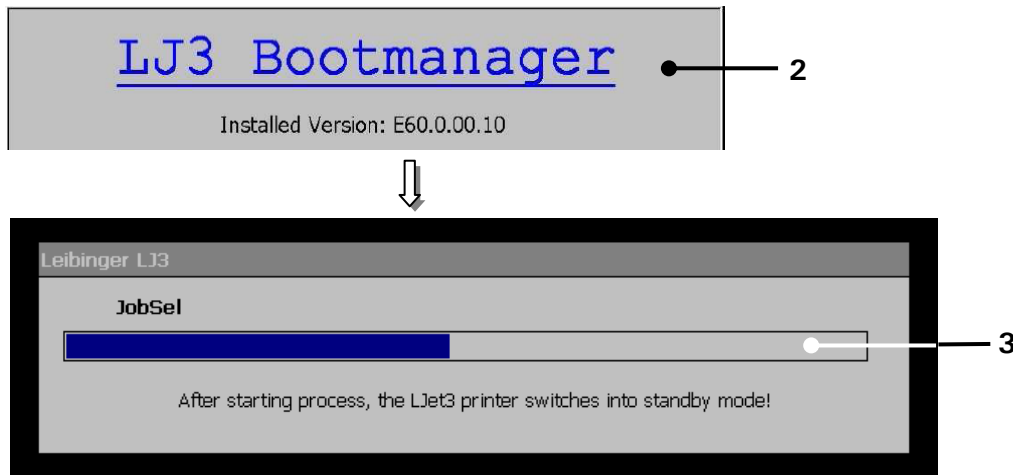 LJ3 Bootmanager
2
Installed Version: E60.0.00.10
Leibinger LJ3
JobSel
3
After starting process, the LJet3 printer switches into standby mode!